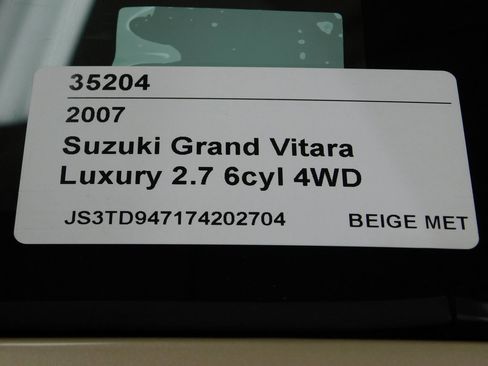 35204
2007
Suzuki Grand Vitara
Luxury 2.7 6cyl 4WD
JS3TD947174202704 BEIGE MET